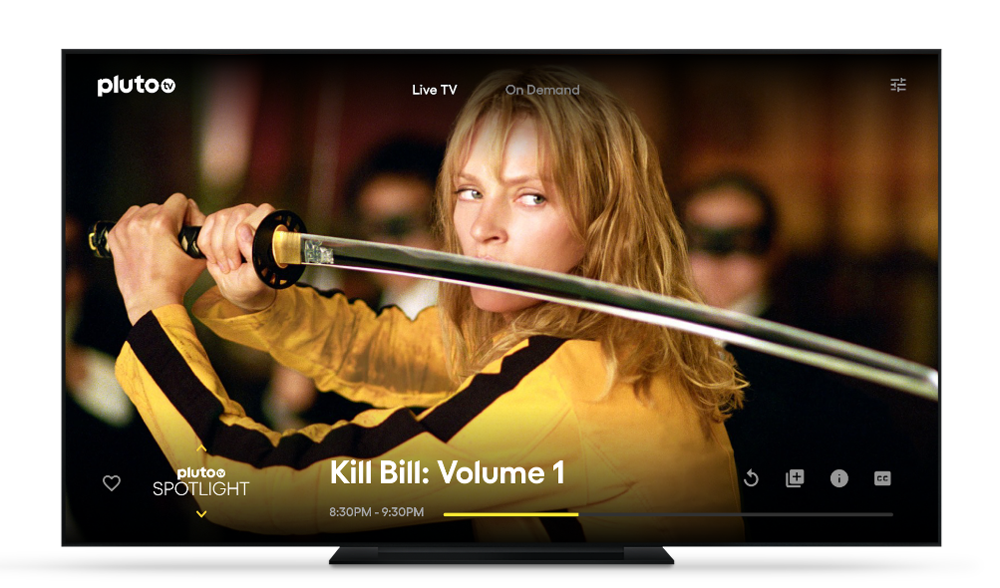 pluto tv
Live TV
On Demand
pluto tv
SPOTLIGHT
Kill Bill: Volume 1
8:30PM - 9:30PM
CC